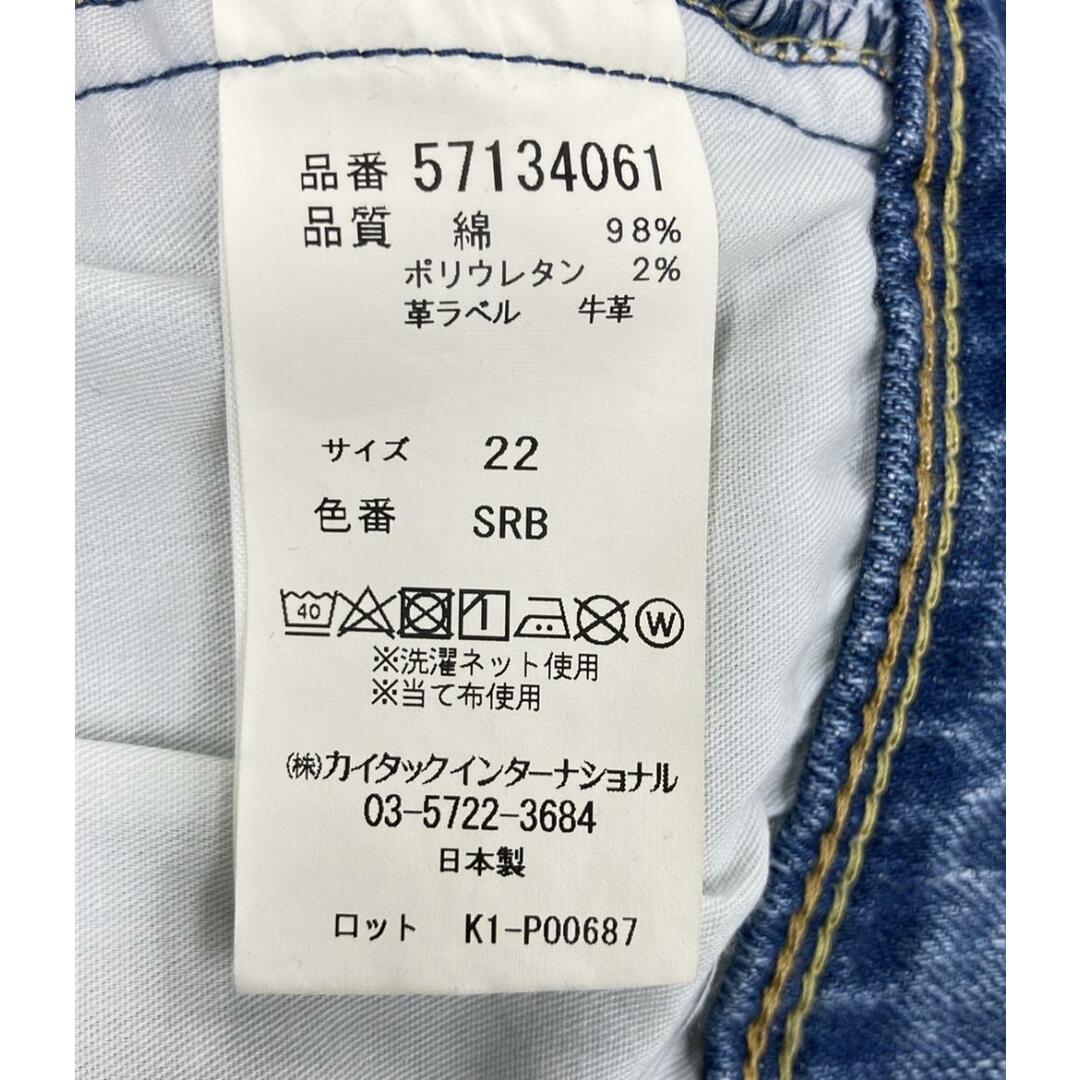 品番 57134061
品質 綿 98%
ポリウレタン 2%
革ラベル 牛革
サイズ 22
色番 SRB
40 W
※洗濯ネット使用
※当て布使用
㈱カイタックインターナショナル
03-5722-3684
日本製
ロット K1-P00687